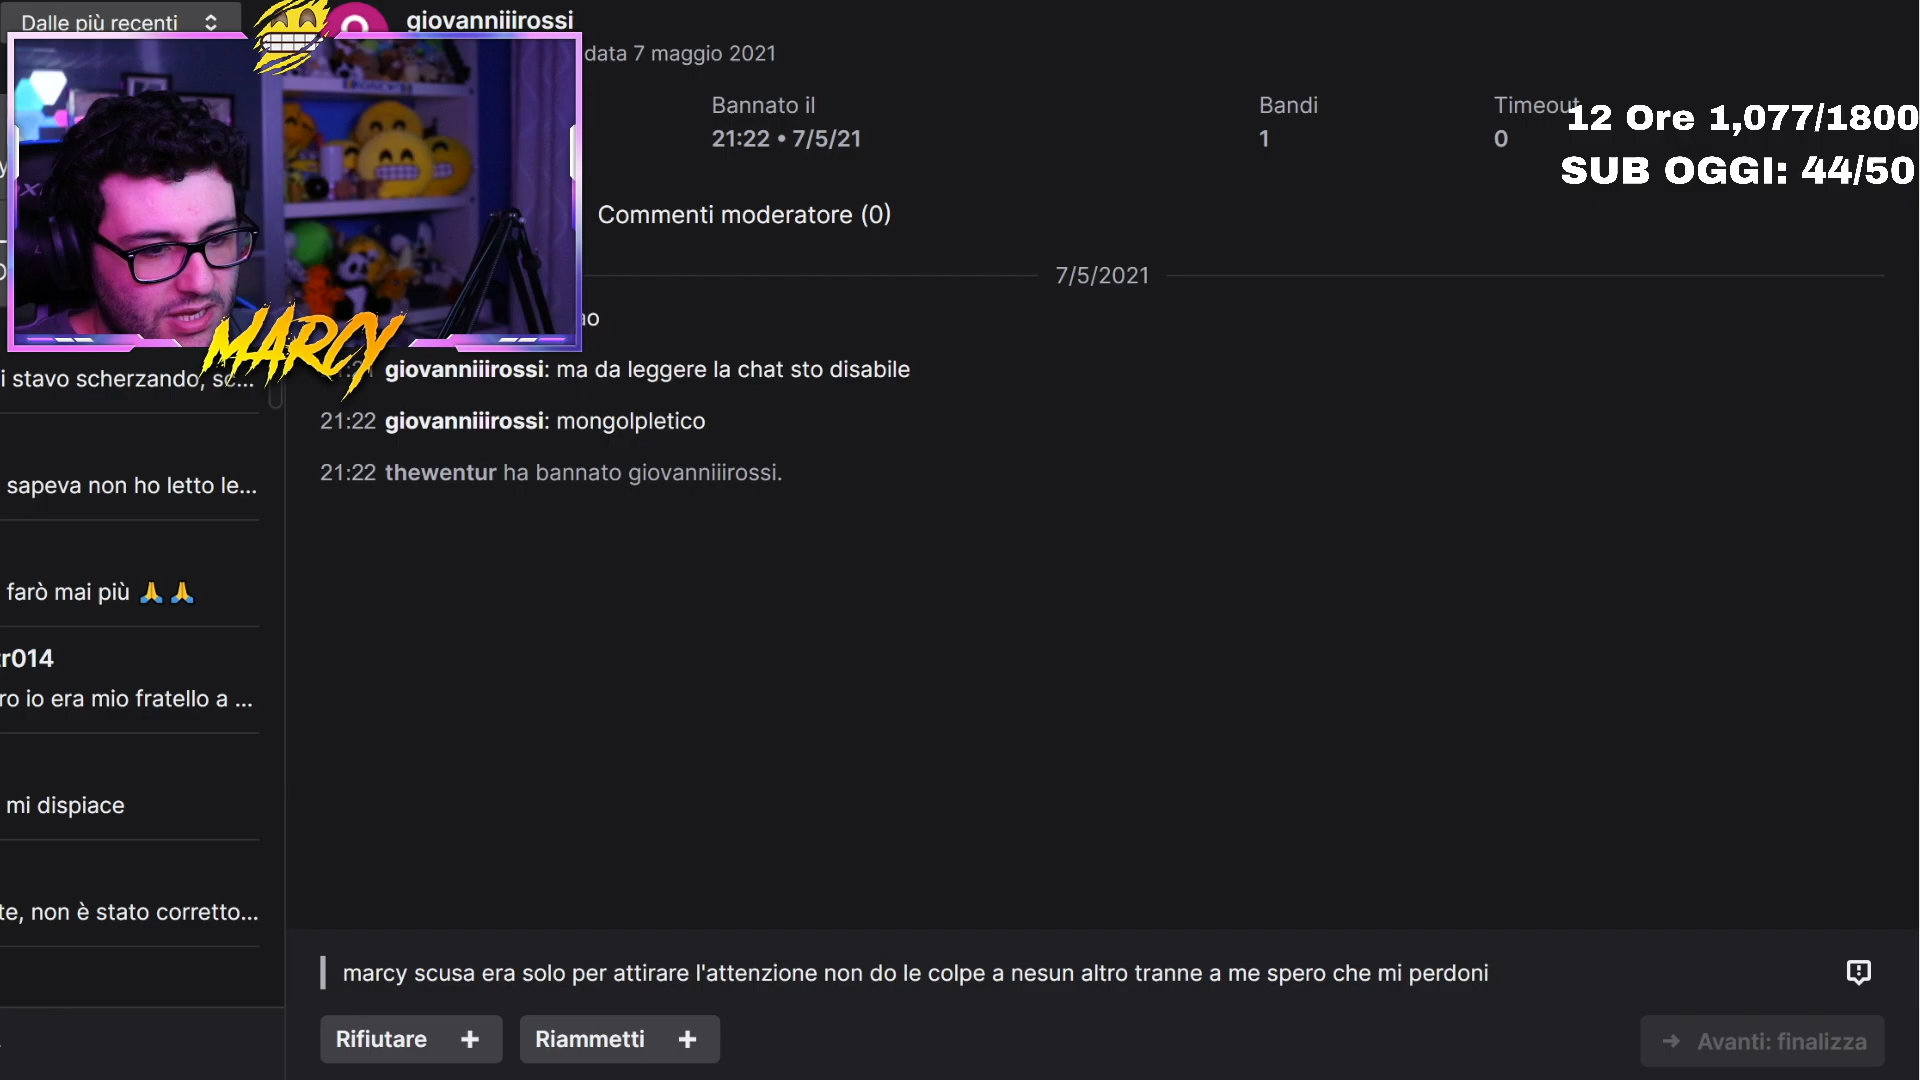 Dalle più recenti
giovanniiirossi
data 7 maggio 2021
Bannato il
Bandi
Timeout
21:22 • 7/5/21
1
0
12 Ore 1,077/1800
SUB OGGI: 44/50
Commenti moderatore (0)
7/5/2021
MARCY
i stavo scherzando, sc...
giovanniiirossi: ma da leggere la chat sto disabile
21:22 giovanniiirossi: mongolpletico
21:22 thewentur ha bannato giovanniiirossi.
sapeva non ho letto le...
farò mai più 🙏 🙏
r014
ro io era mio fratello a ...
mi dispiace
te, non è stato corretto...
marcy scusa era solo per attirare l'attenzione non do le colpe a nesun altro tranne a me spero che mi perdoni
Rifiutare +
Riammetti +
→ Avanti: finalizza